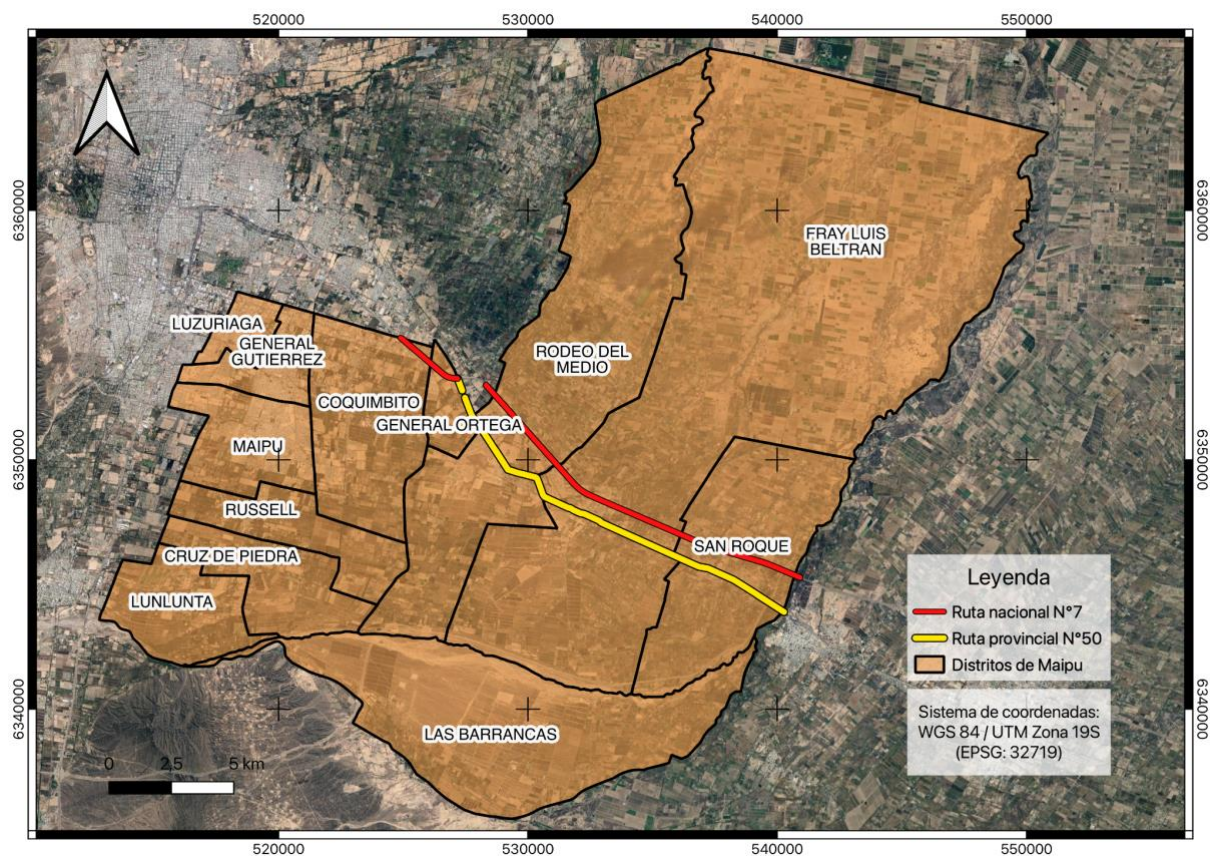 520000
530000
540000
550000
6360000
6360000
FRAY LUIS
BELTRAN
LUZURIAGA
GENERAL
GUTIERREZ
RODEO DEL
MEDIO
COQUIMBITO
GENERAL ORTEGA
MAIPU
6350000
6350000
RUSSELL
SAN ROQUE
CRUZ DE PIEDRA
LUNLUNTA
Leyenda
Ruta nacional N°7
Ruta provincial N°50
Distritos de Maipu
Sistema de coordenadas:
WGS 84 / UTM Zona 19S
(EPSG: 32719)
6340000
6340000
LAS BARRANCAS
0 2,5 5 km
520000
530000
540000
550000